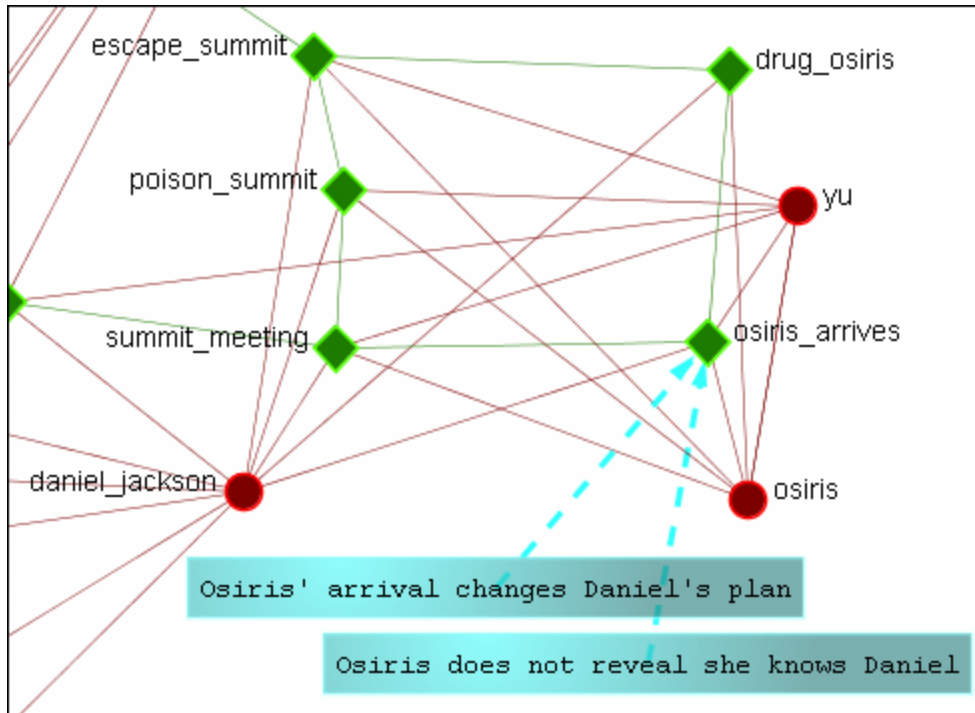 escape_summit
drug_osiris
poison_summit
yu
summit_meeting
osiris_arrives
daniel_jackson
osiris
Osiris' arrival changes Daniel's plan
Osiris does not reveal she knows Daniel